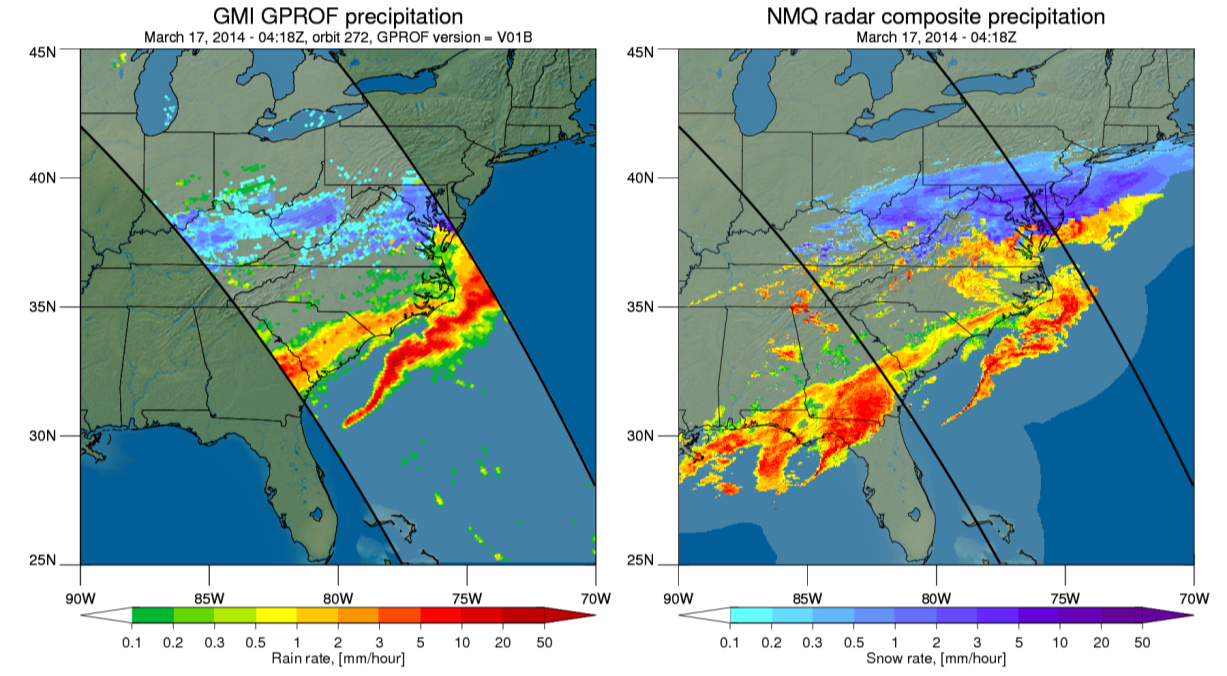 GMI GPROF precipitation
March 17, 2014 - 04:18Z, orbit 272, GPROF version = V01B
45N
40N
35N
30N
25N
90W 85W 80W 75W 70W
0.1 0.2 0.3 0.5 1 2 3 5 10 20 50
Rain rate, [mm/hour]
NMQ radar composite precipitation
March 17, 2014 - 04:18Z
45N
40N
35N
30N
25N
90W 85W 80W 75W 70W
0.1 0.2 0.3 0.5 1 2 3 5 10 20 50
Snow rate, [mm/hour]